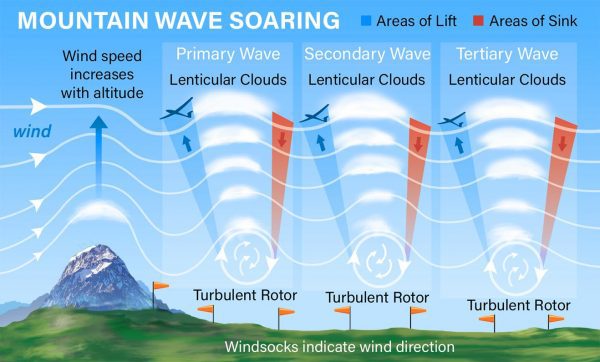 MOUNTAIN WAVE SOARING
Areas of Lift
Areas of Sink
Wind speed
increases
with altitude
wind
Primary Wave
Lenticular Clouds
Secondary Wave
Lenticular Clouds
Tertiary Wave
Lenticular Clouds
Turbulent Rotor
Turbulent Rotor
Turbulent Rotor
Windsocks indicate wind direction